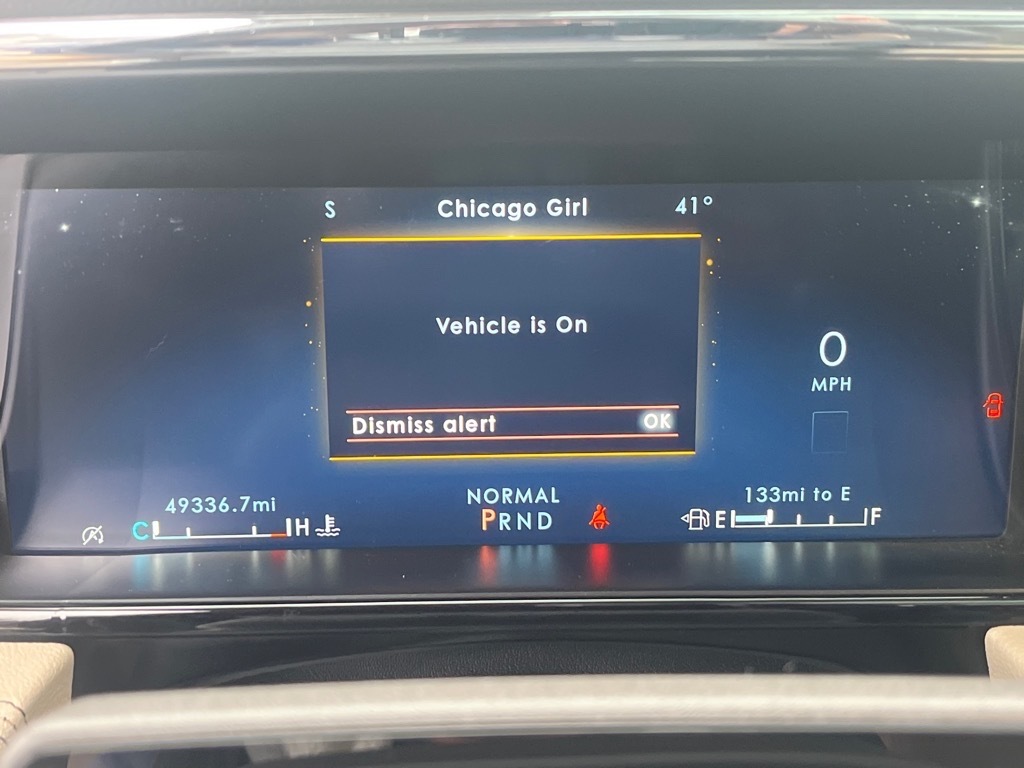 S Chicago Girl 41°
Vehicle is On
0
MPH
Dismiss alert OK
49336.7mi
NORMAL
133mi to E
C H
PRND
E F